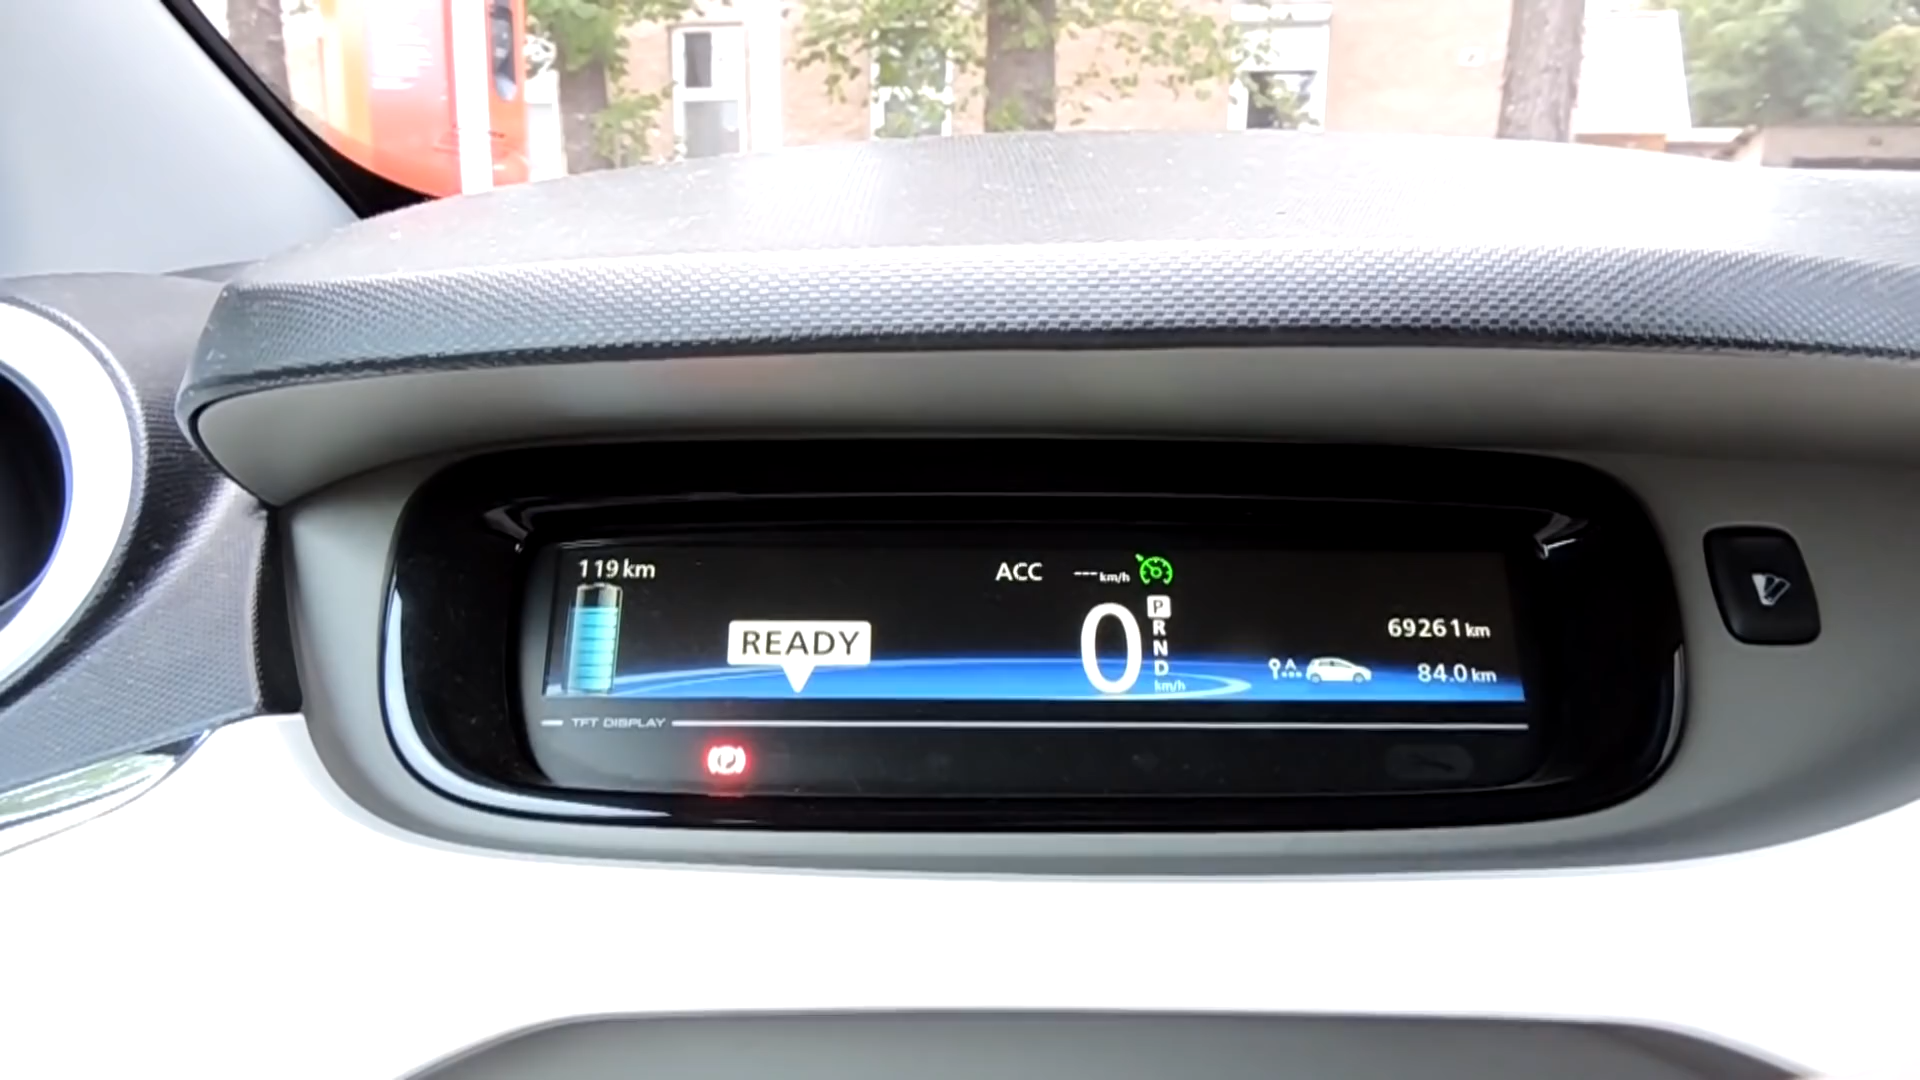 119 km
ACC --- km/h
READY
0
P
R
N
D
km/h
69261 km
A
84.0 km
TFT DISPLAY
P